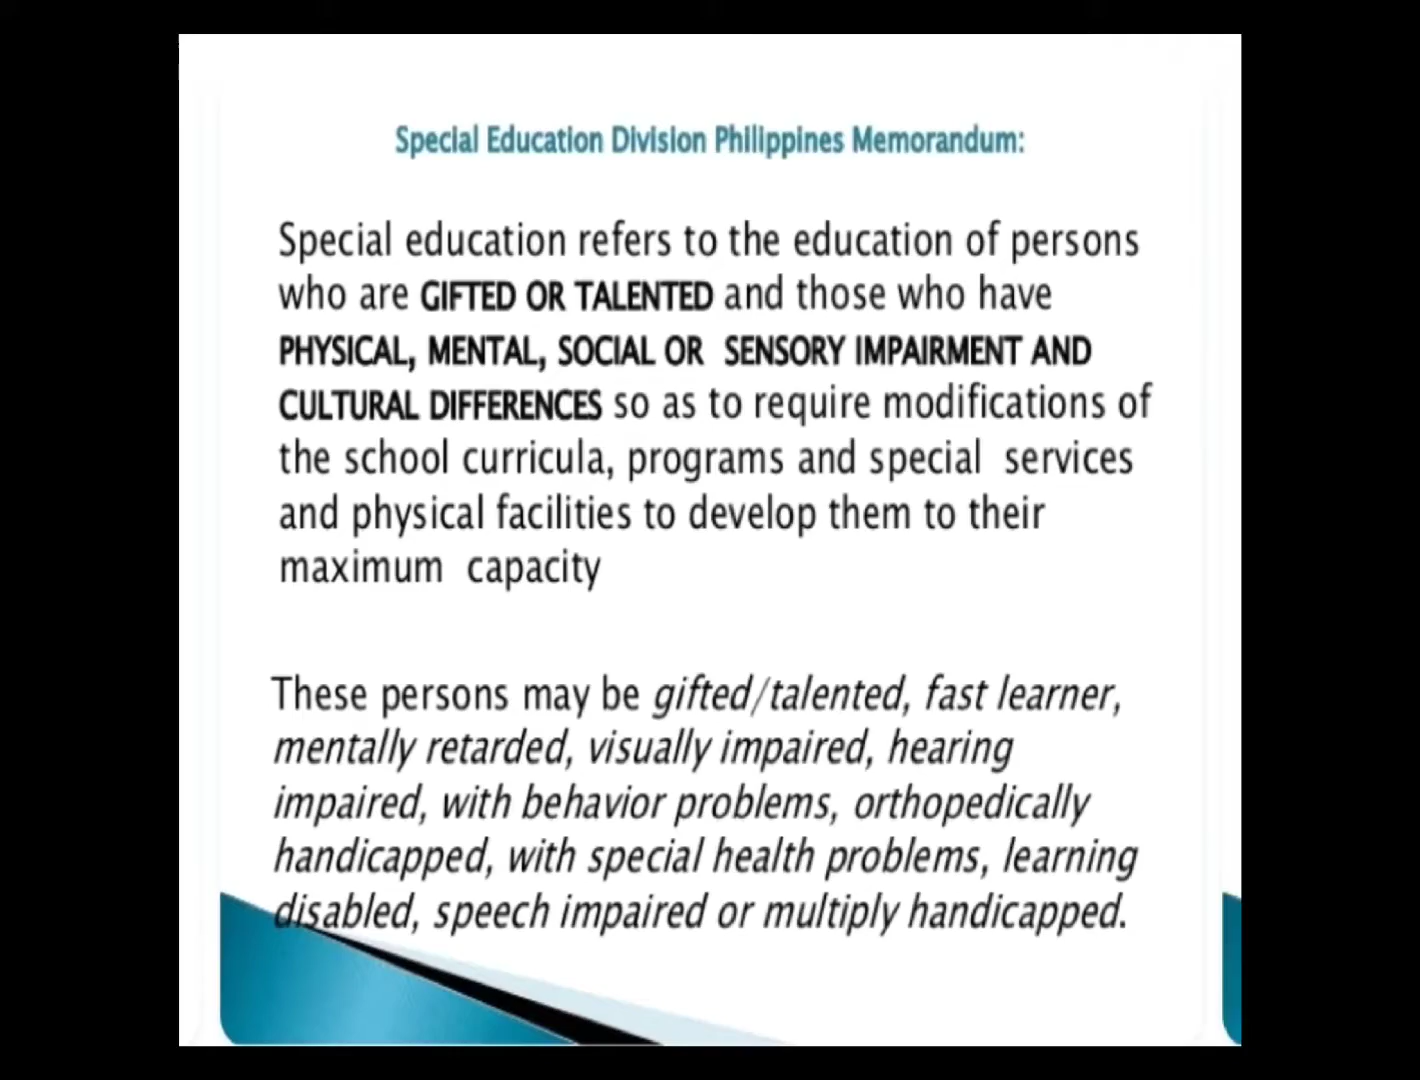 Special Education Division Philippines Memorandum:
Special education refers to the education of persons
who are GIFTED OR TALENTED and those who have
PHYSICAL, MENTAL, SOCIAL OR SENSORY IMPAIRMENT AND
CULTURAL DIFFERENCES so as to require modifications of
the school curricula, programs and special services
and physical facilities to develop them to their
maximum capacity
These persons may be gifted/talented, fast learner,
mentally retarded, visually impaired, hearing
impaired, with behavior problems, orthopedically
handicapped, with special health problems, learning
disabled, speech impaired or multiply handicapped.